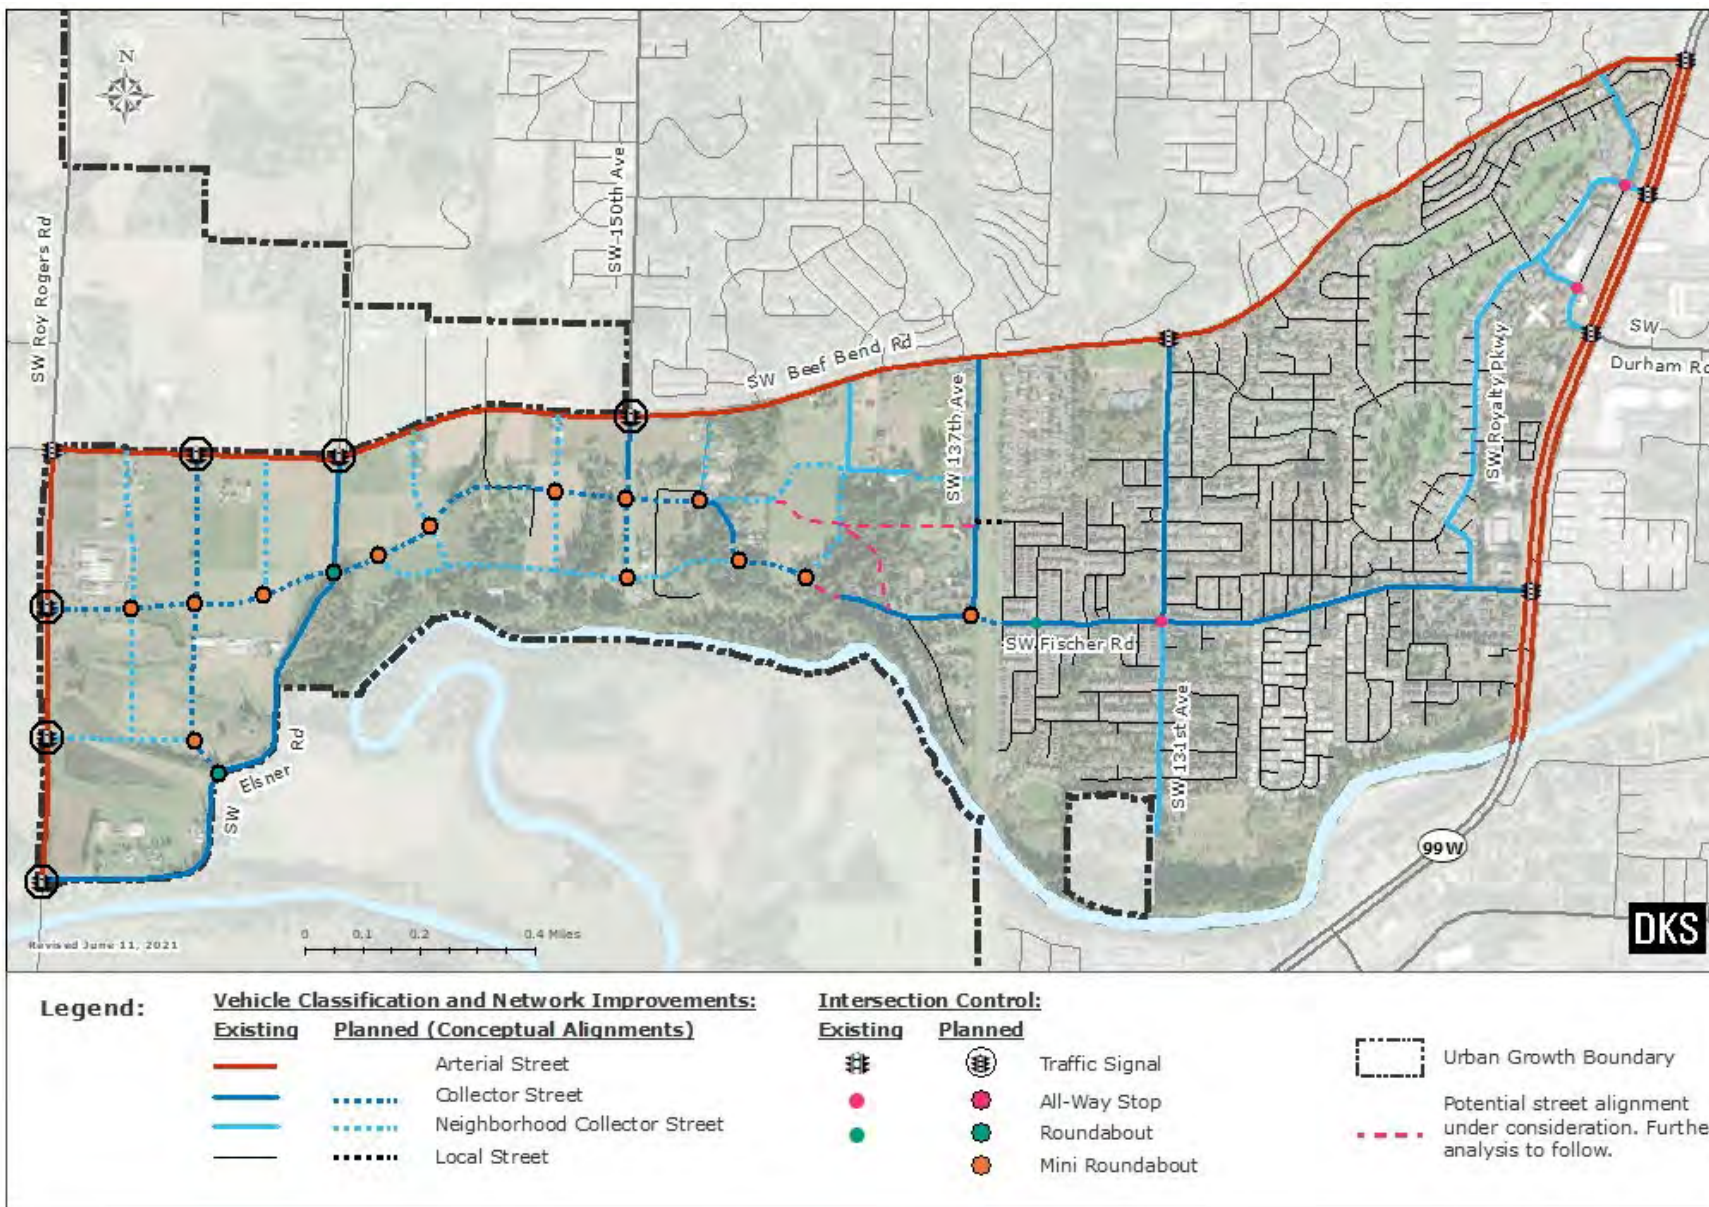 N
SW Roy Rogers Rd
SW 150th Ave
SW Beef Bend Rd
SW 137th Ave
SW Royalty Pkwy
SW
Durham Rd
SW Fischer Rd
SW 131st Ave
SW Elsner Rd
99W
Revised June 11, 2021
0 0.1 0.2 0.4 Miles
DKS
Legend:
Vehicle Classification and Network Improvements:
Existing Planned (Conceptual Alignments)
Arterial Street
Collector Street
Neighborhood Collector Street
Local Street
Intersection Control:
Existing Planned
Traffic Signal
All-Way Stop
Roundabout
Mini Roundabout
Urban Growth Boundary
Potential street alignment
under consideration. Furthe
analysis to follow.